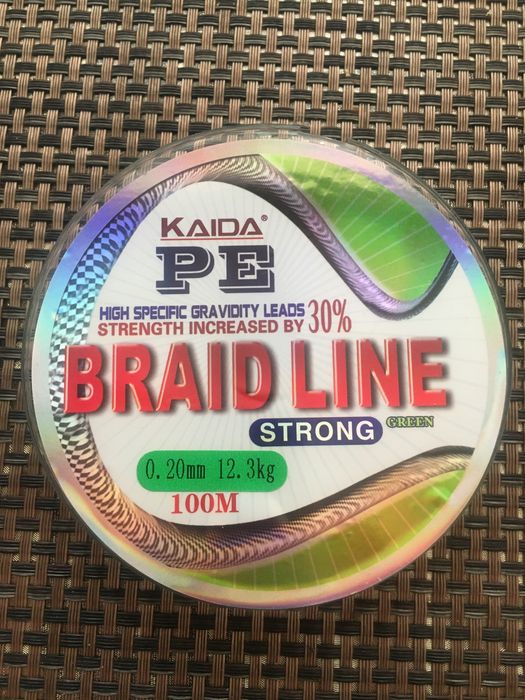 KAIDA®
PE
HIGH SPECIFIC GRAVIDITY LEADS
STRENGTH INCREASED BY 30%
BRAID LINE
STRONG
GREEN
0.20mm 12.3kg
100M